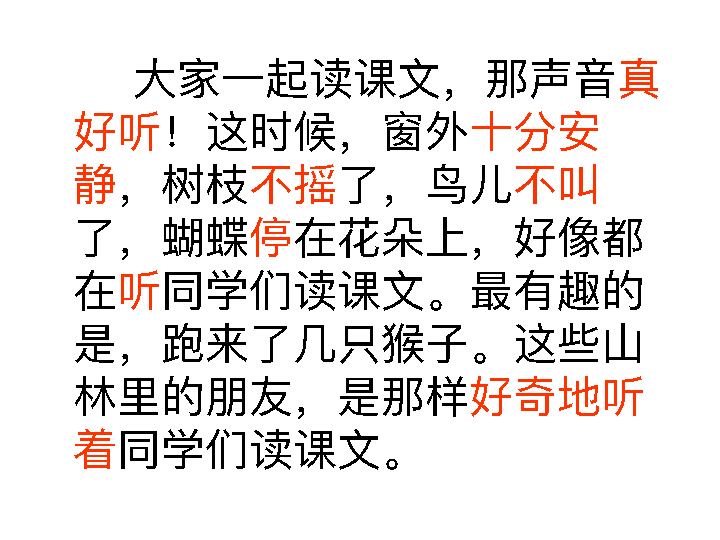 大家一起读课文，那声音真
好听！这时候，窗外十分安
静，树枝不摇了，鸟儿不叫
了，蝴蝶停在花朵上，好像都
在听同学们读课文。最有趣的
是，跑来了几只猴子。这些山
林里的朋友，是那样好奇地听
着同学们读课文。